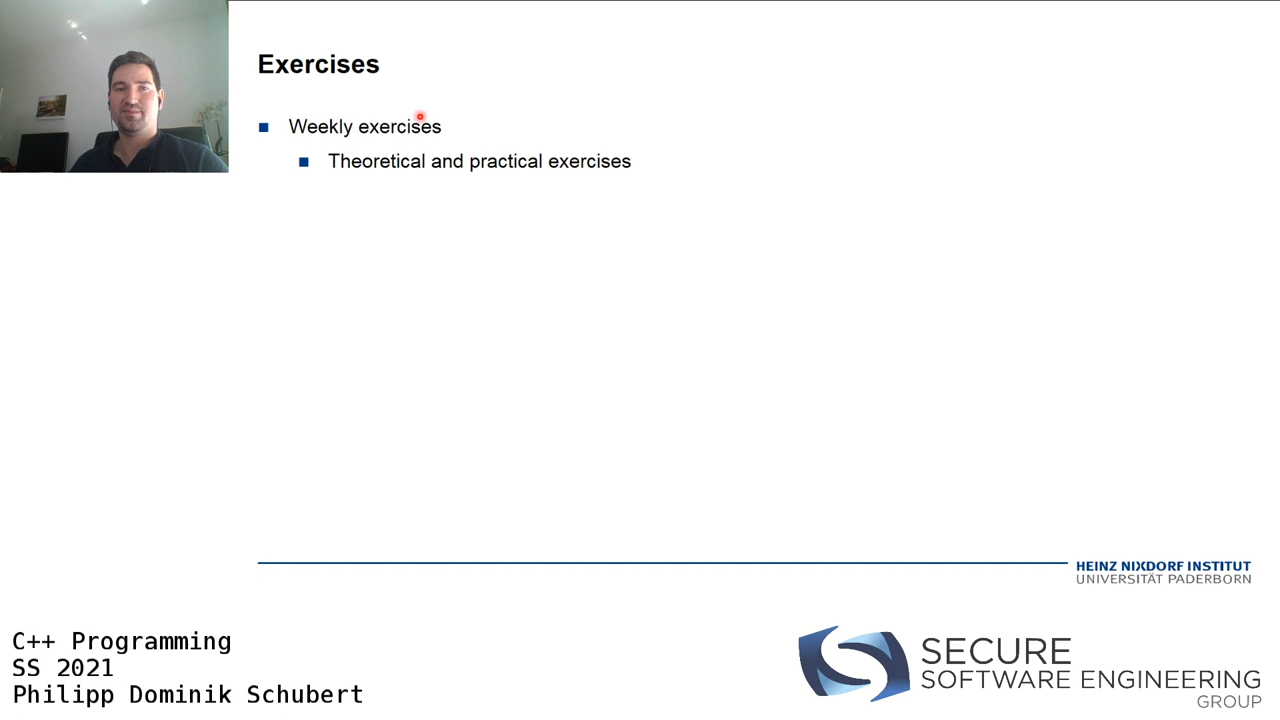 Exercises
Weekly exercises
Theoretical and practical exercises
HEINZ NIXDORF INSTITUT
UNIVERSITÄT PADERBORN
C++ Programming
SS 2021
Philipp Dominik Schubert
SECURE
SOFTWARE ENGINEERING
GROUP